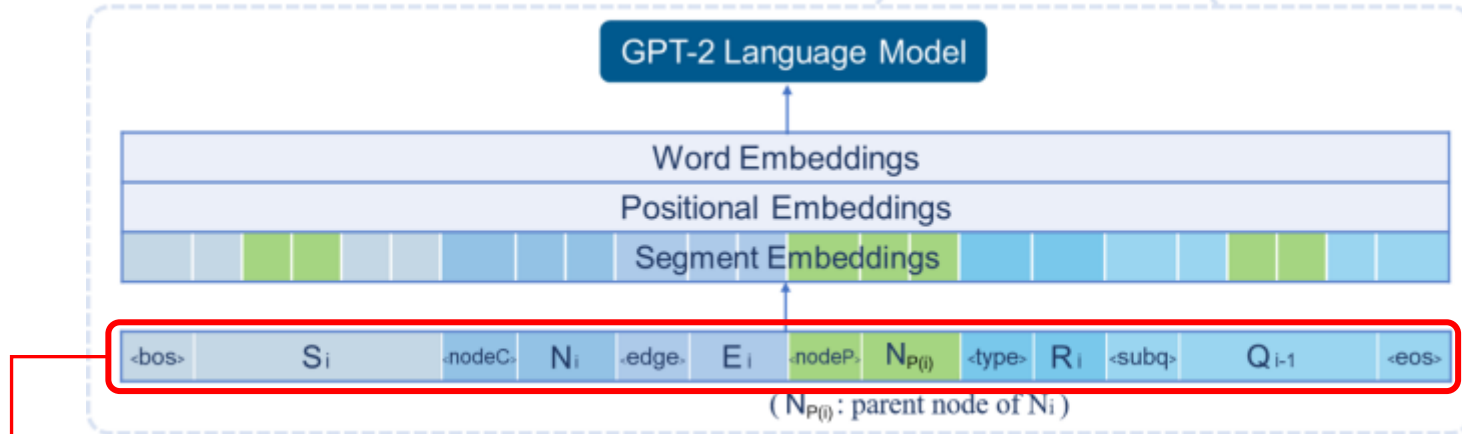 GPT-2 Language Model
Word Embeddings
Positional Embeddings
Segment Embeddings
<bos> Si <nodeC> Ni <edge> Ei <nodeP> NP(i) <type> Ri <subq> Qi-1 <eos>
( NP(i) : parent node of Ni )